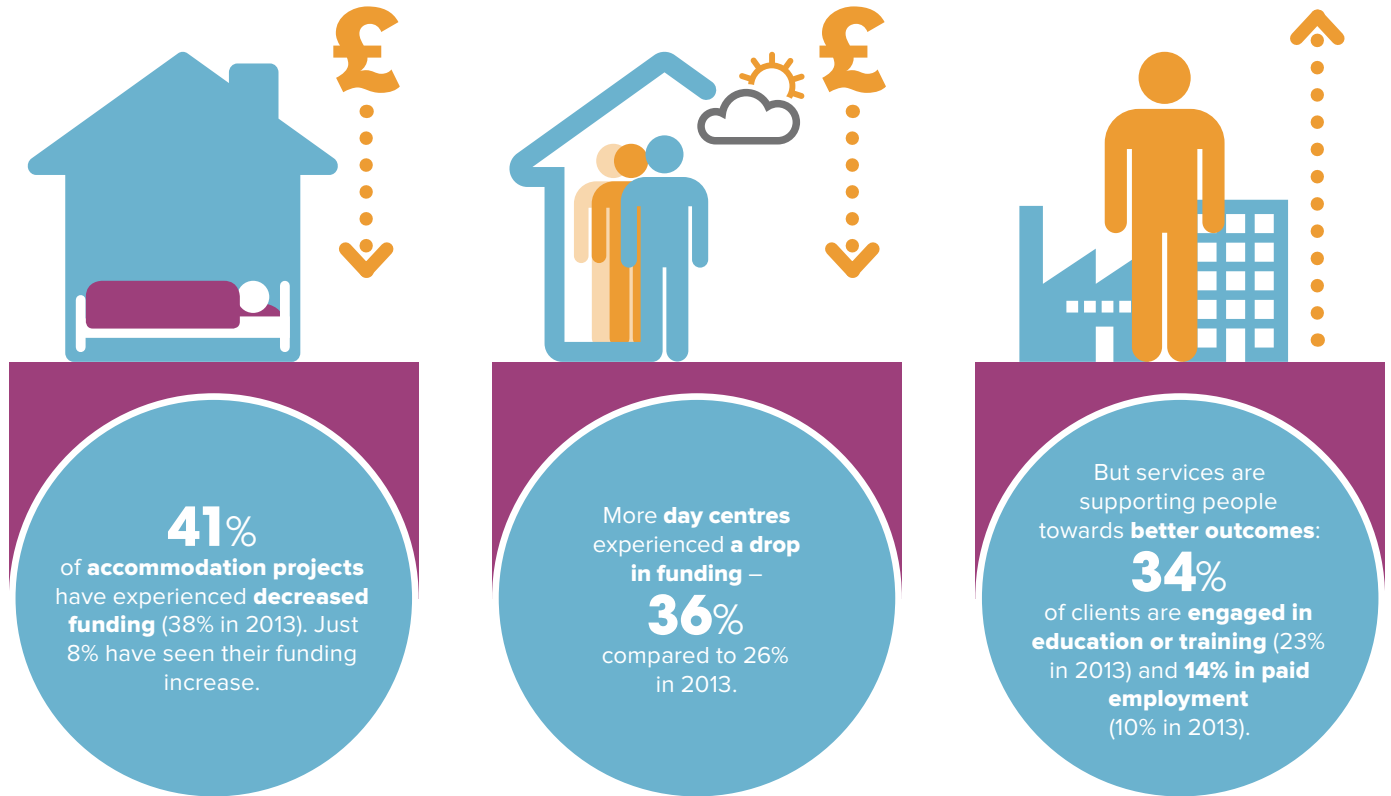 £
£
41%
of accommodation projects
have experienced decreased
funding (38% in 2013). Just
8% have seen their funding
increase.
More day centres
experienced a drop
in funding –
36%
compared to 26%
in 2013.
But services are
supporting people
towards better outcomes:
34%
of clients are engaged in
education or training (23%
in 2013) and 14% in paid
employment
(10% in 2013).